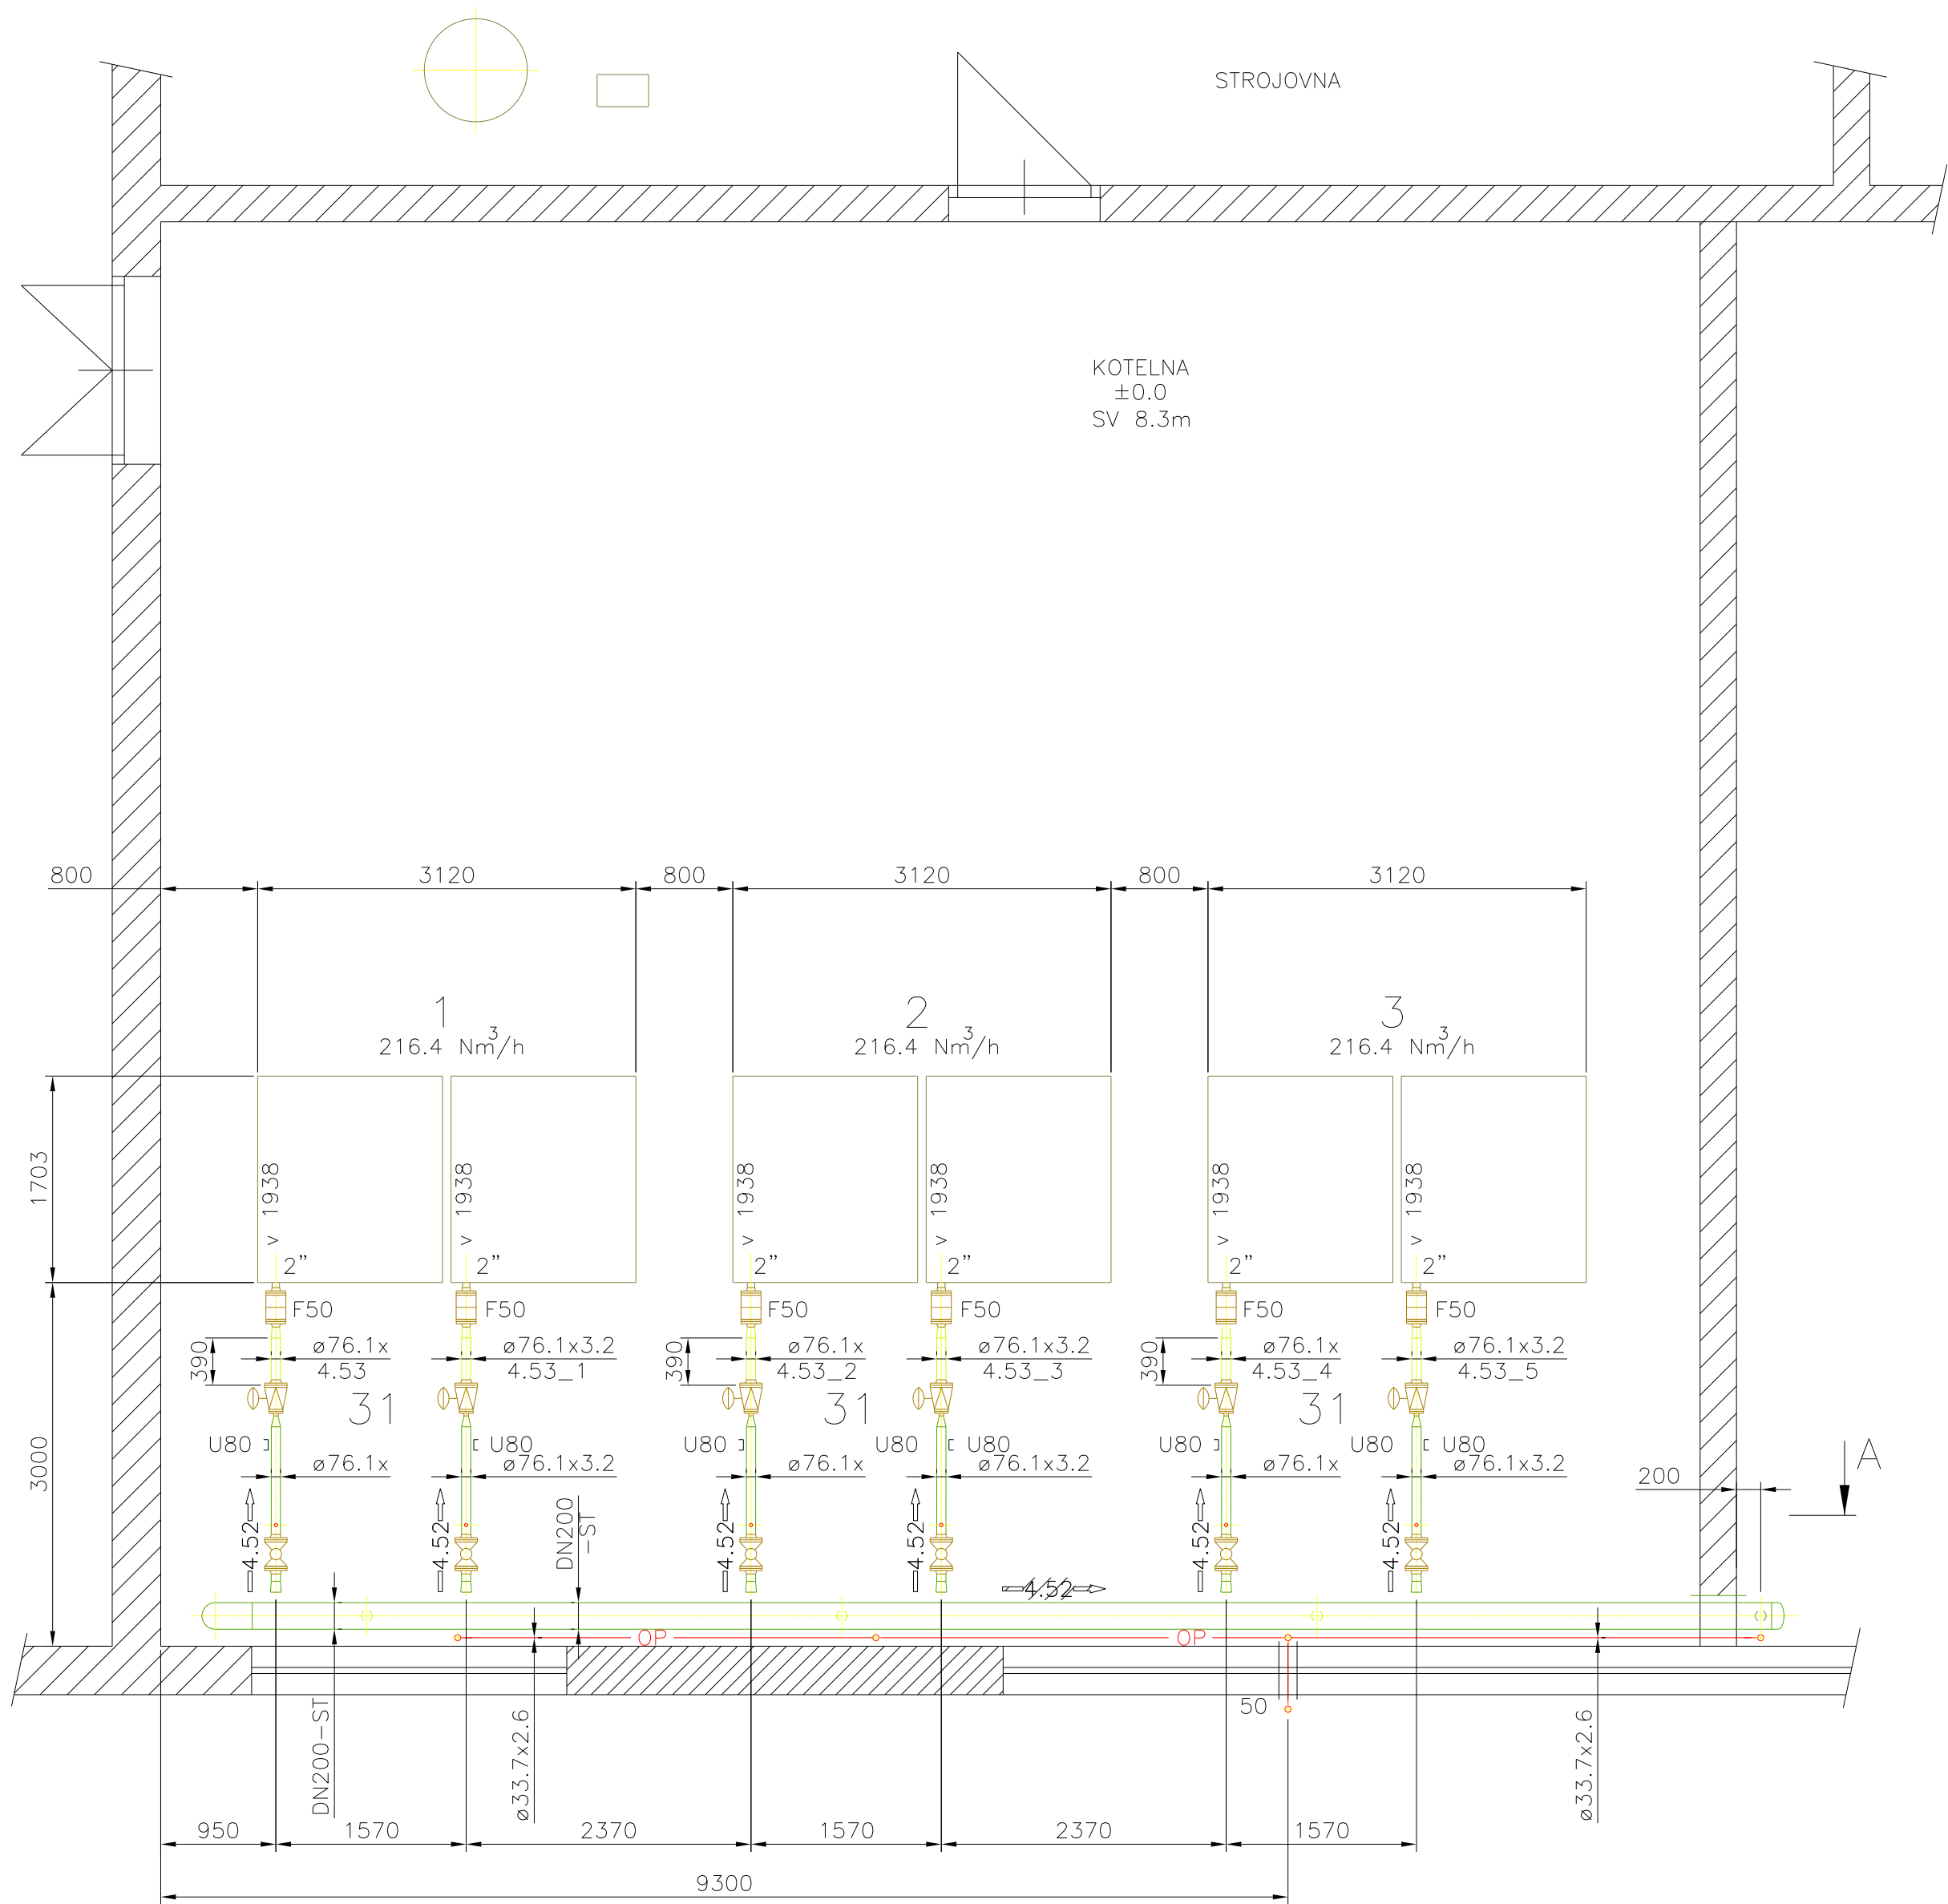 STROJOVNA
KOTELNA
±0.0
SV 8.3m
800
3120
800
3120
800
3120
1
2
3
216.4 Nm³/h
216.4 Nm³/h
216.4 Nm³/h
1703
v 1938
v 1938
v 1938
v 1938
v 1938
v 1938
2"
2"
2"
2"
2"
2"
F50
F50
F50
F50
F50
F50
390
ø76.1x
ø76.1x3.2
390
ø76.1x
ø76.1x3.2
390
ø76.1x
ø76.1x3.2
4.53
4.53_1
4.53_2
4.53_3
4.53_4
4.53_5
31
31
31
3000
U80
U80
U80
U80
U80
U80
U80
U80
A
ø76.1x
ø76.1x3.2
ø76.1x
ø76.1x3.2
ø76.1x
ø76.1x3.2
200
4.52
4.52
DN200
-ST
4.52
4.52
4.52
4.52
4.52
OP
OP
50
DN200-ST
ø33.7x2.6
ø33.7x2.6
950
1570
2370
1570
2370
1570
9300